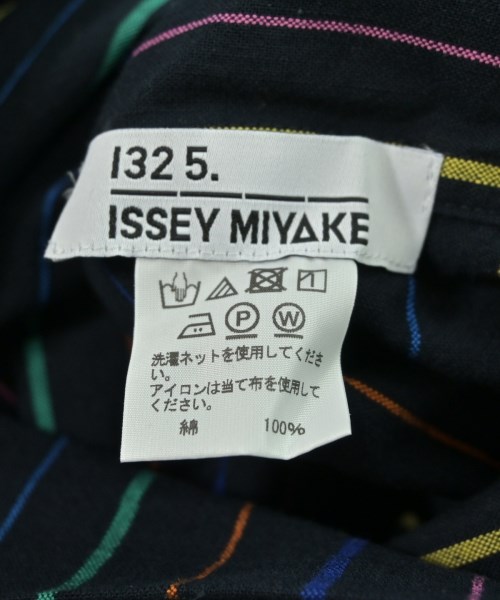 132 5.
ISSEY MIYAKE
1
P W
洗濯ネットを使用してくださ
い。
アイロンは当て布を使用して
ください。
綿 100%